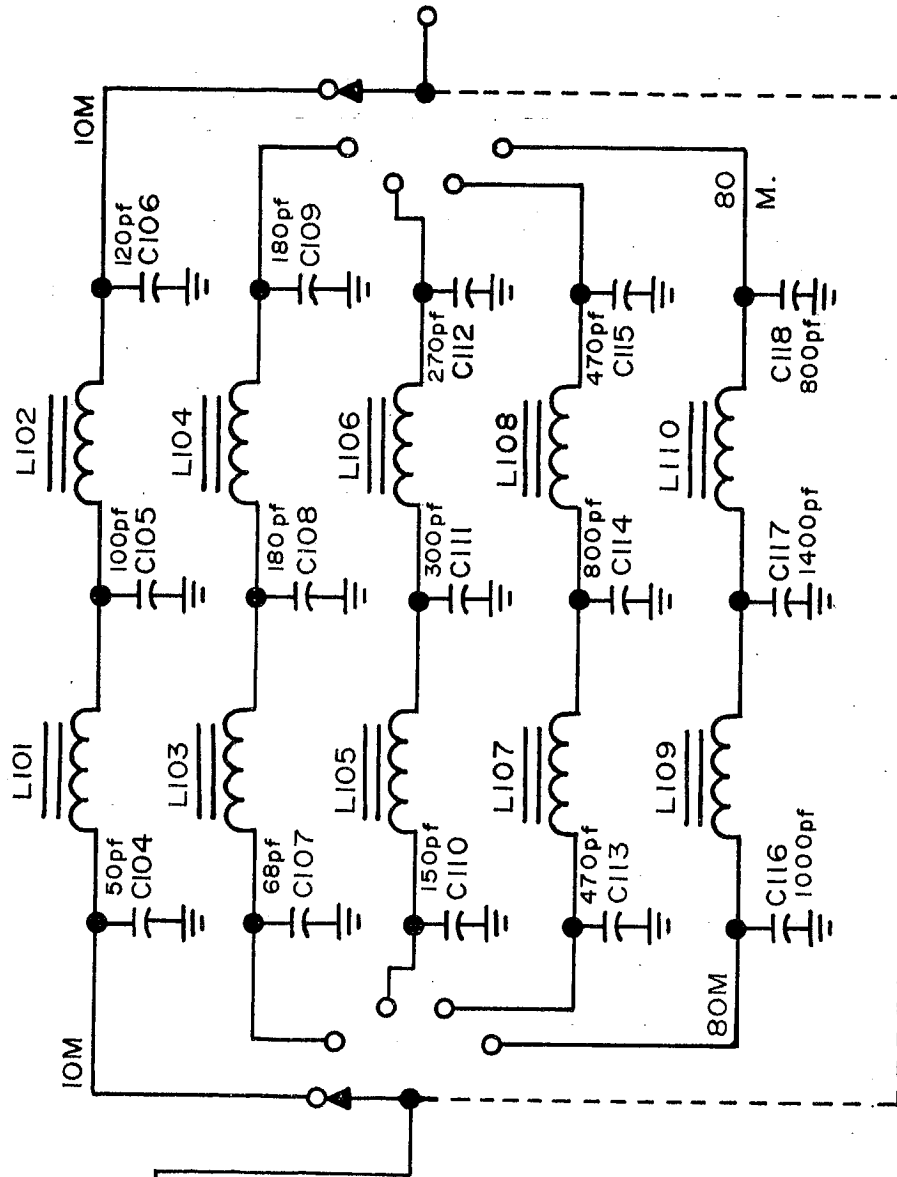 10M
10M
120pf
C106
L102
100pf
C105
L101
50pf
C104
180pf
C109
L104
180pf
C108
L103
68pf
C107
270pf
C112
L106
300pf
C111
L105
150pf
C110
470pf
C115
L108
800pf
C114
L107
470pf
C113
80
M.
C118
800pf
L110
C117
1400pf
L109
C116
1000pf
80M